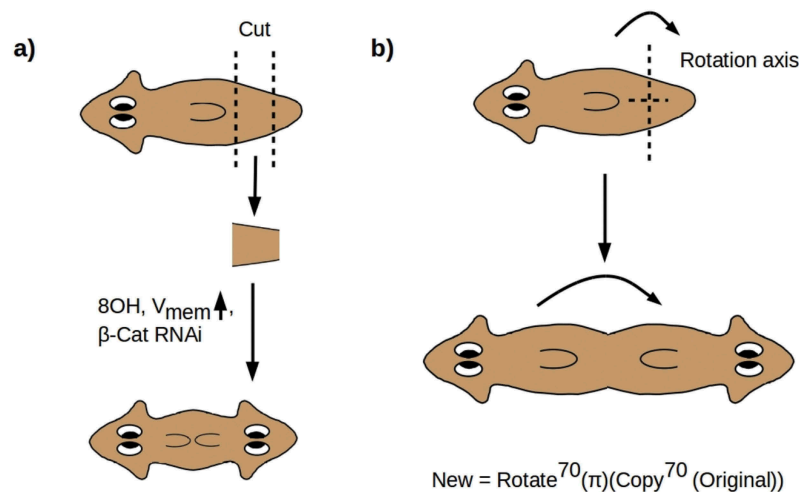 a)
Cut
8OH, Vmem↑,
β-Cat RNAi
b)
Rotation axis
New = Rotate⁷⁰(π)(Copy⁷⁰ (Original))